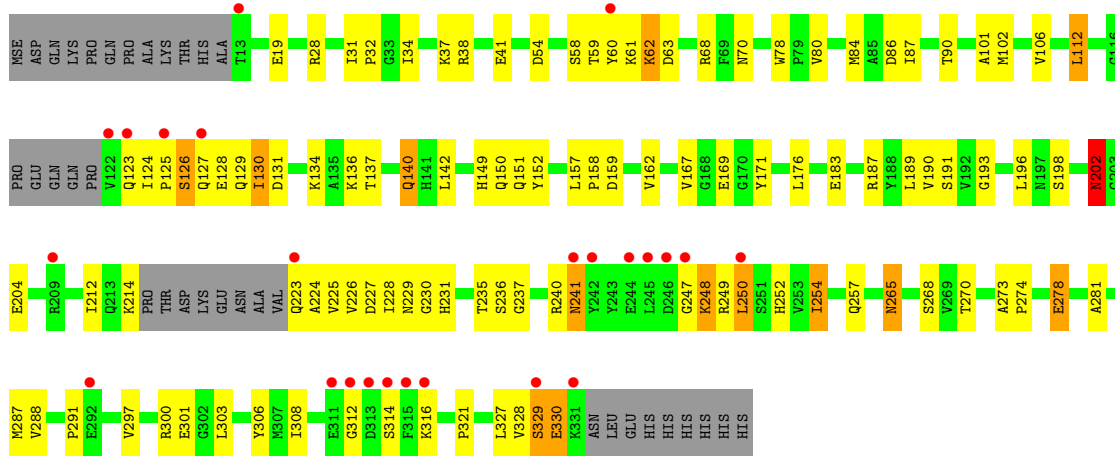 MSE ASP GLN LYS PRO GLN PRO ALA LYS THR HIS ALA T13 E19 R28 I31 P32 G33 I34 K37 R38 E41 D54 S58 T59 Y60 K61 K62 D63 R68 F69 N70 W78 P79 V80 M84 A85 D86 I87 T90 A101 M102 V106 L112 G116
PRO GLU GLN GLN PRO V122 Q123 I124 P125 S126 Q127 E128 Q129 I130 D131 K134 A135 K136 T137 Q140 H141 L142 H149 Q150 Q151 Y152 L157 P158 D159 V162 V167 G168 E169 G170 Y171 L176 E183 R187 Y188 L189 V190 S191 V192 G193 L196 N197 S198 N202 G203
E204 R209 I212 Q213 K214 PRO THR ASP LYS GLU ASN ALA VAL Q223 A224 V225 V226 D227 I228 N229 G230 H231 T235 S236 G237 R240 N241 Y242 Y243 E244 L245 D246 G247 K248 R249 L250 S251 H252 V253 I254 Q257 N265 S268 V269 T270 A273 P274 E278 A281
M287 V288 P291 E292 V297 R300 E301 G302 L303 Y306 M307 I308 E311 G312 D313 S314 F315 K316 P321 L327 V328 S329 E330 K331 ASN LEU GLU HIS HIS HIS HIS HIS HIS